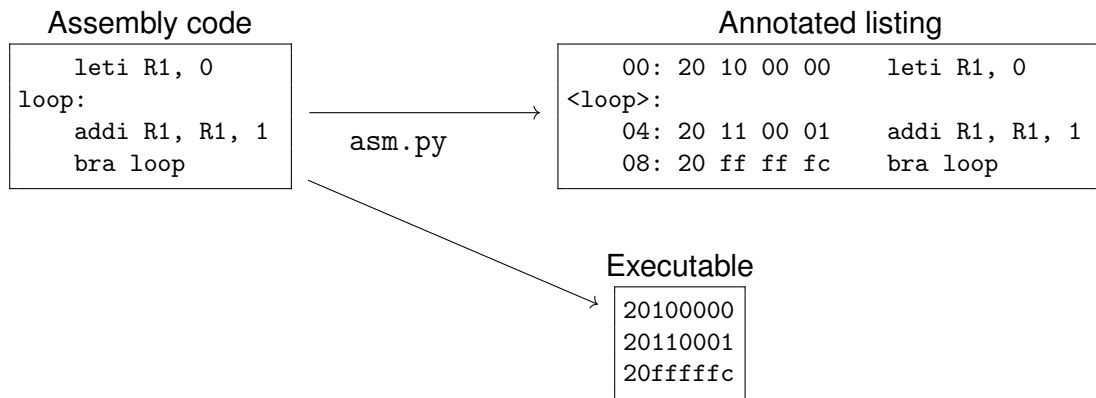 Assembly code
    leti R1, 0
loop:
    addi R1, R1, 1
    bra loop
asm.py
Annotated listing
    00: 20 10 00 00    leti R1, 0
<loop>:
    04: 20 11 00 01    addi R1, R1, 1
    08: 20 ff ff fc    bra loop
Executable
20100000
20110001
20fffffc